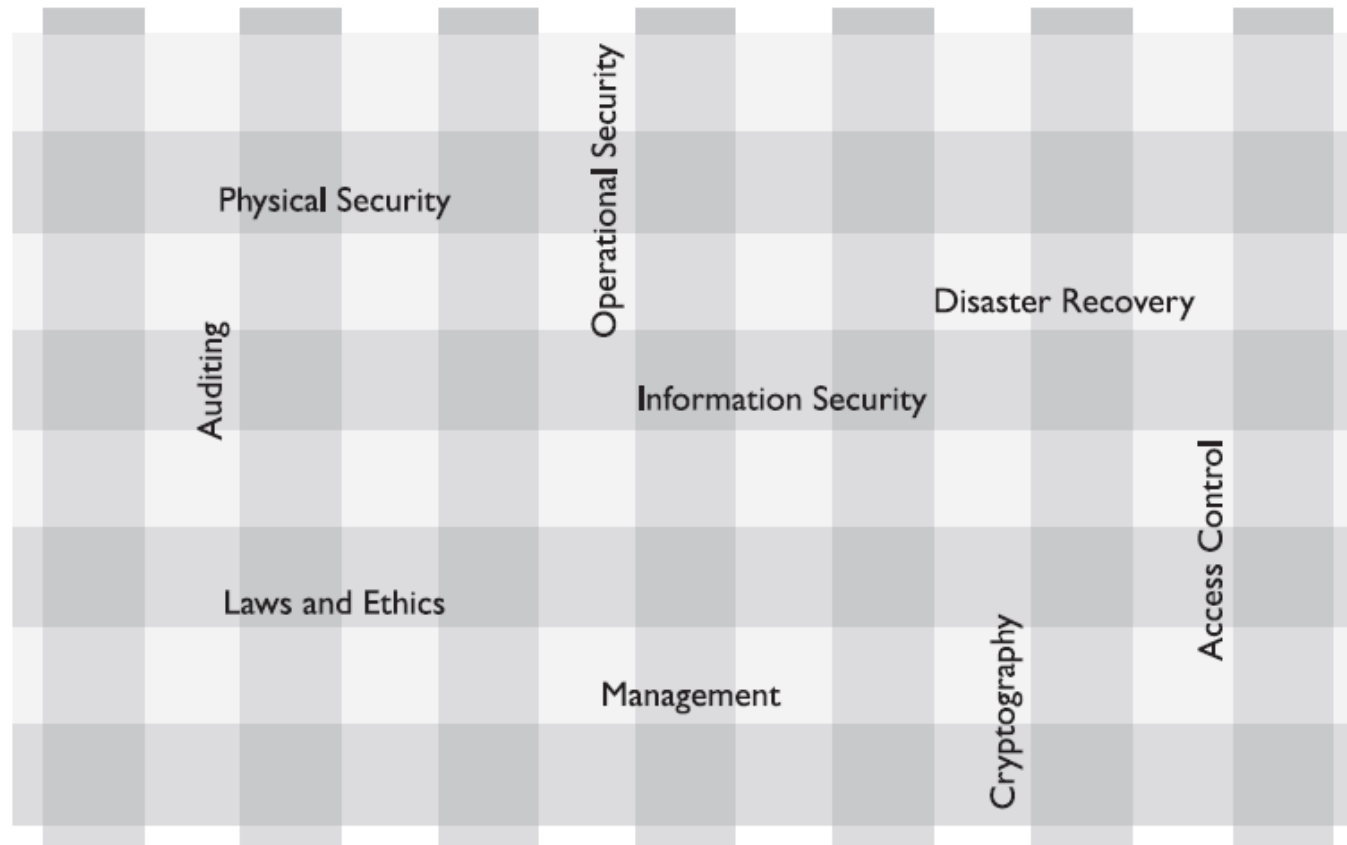 Operational Security
Physical Security
Disaster Recovery
Auditing
Information Security
Access Control
Laws and Ethics
Management
Cryptography